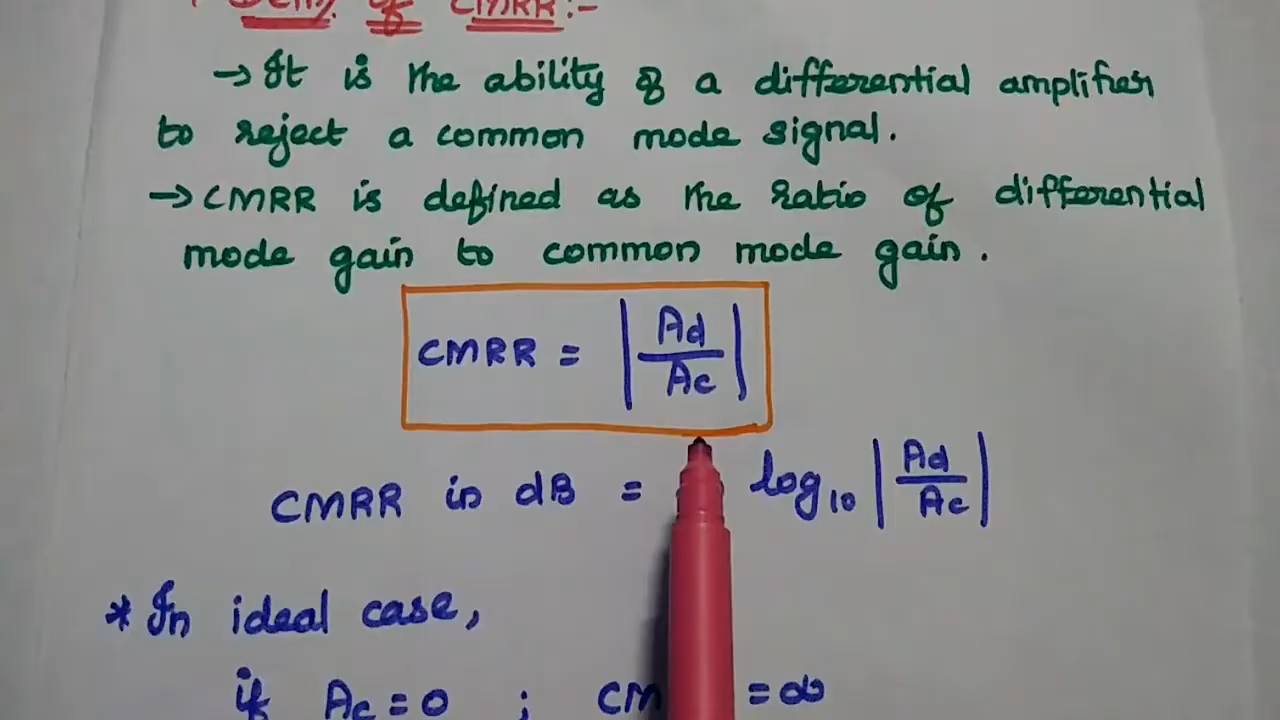 of CMRR:-
→ It is the ability of a differential amplifier
to reject a common mode signal.
→ CMRR is defined as the ratio of differential
mode gain to common mode gain.
CMRR = |Ad/Ac|
CMRR in dB = log₁₀ |Ad/Ac|
* In ideal case,
if Ac = 0 ; CM = ∞